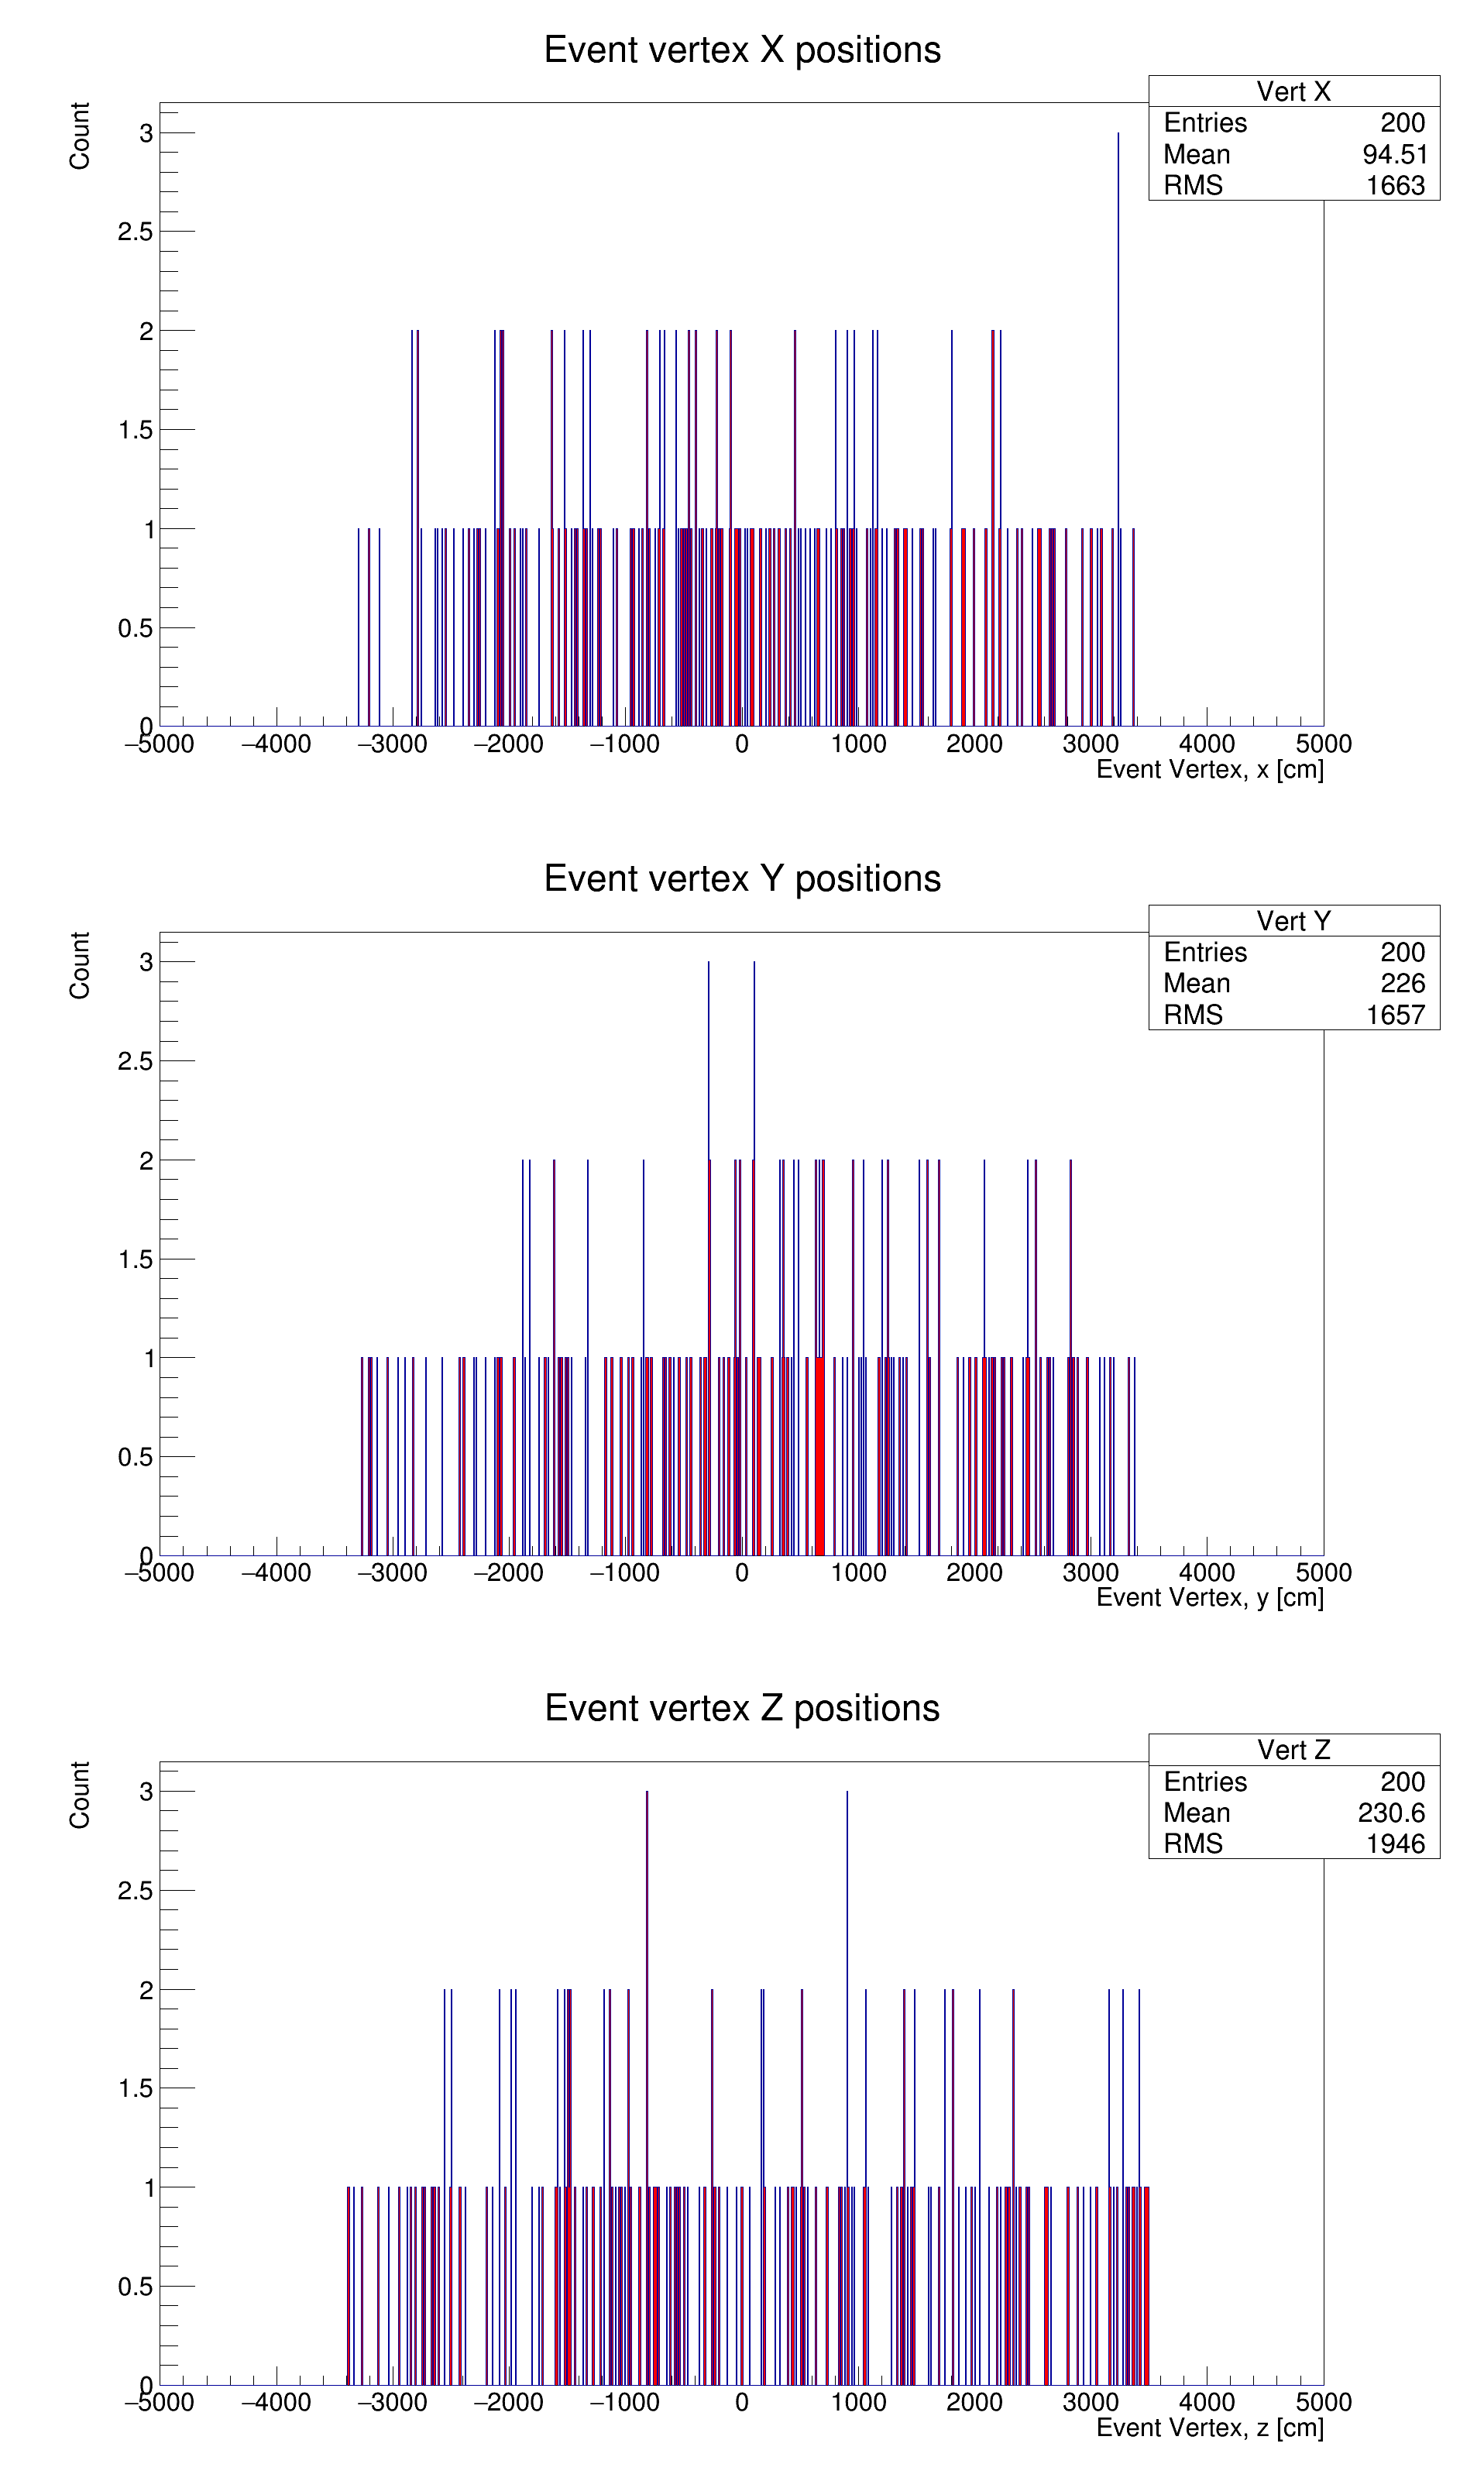 Event vertex X positions
Count
Vert X
Entries 200
Mean 94.51
RMS 1663
3
2.5
2
1.5
1
0.5
0
−5000 −4000 −3000 −2000 −1000 0 1000 2000 3000 4000 5000
Event Vertex, x [cm]
Event vertex Y positions
Count
Vert Y
Entries 200
Mean 226
RMS 1657
3
2.5
2
1.5
1
0.5
0
−5000 −4000 −3000 −2000 −1000 0 1000 2000 3000 4000 5000
Event Vertex, y [cm]
Event vertex Z positions
Count
Vert Z
Entries 200
Mean 230.6
RMS 1946
3
2.5
2
1.5
1
0.5
0
−5000 −4000 −3000 −2000 −1000 0 1000 2000 3000 4000 5000
Event Vertex, z [cm]